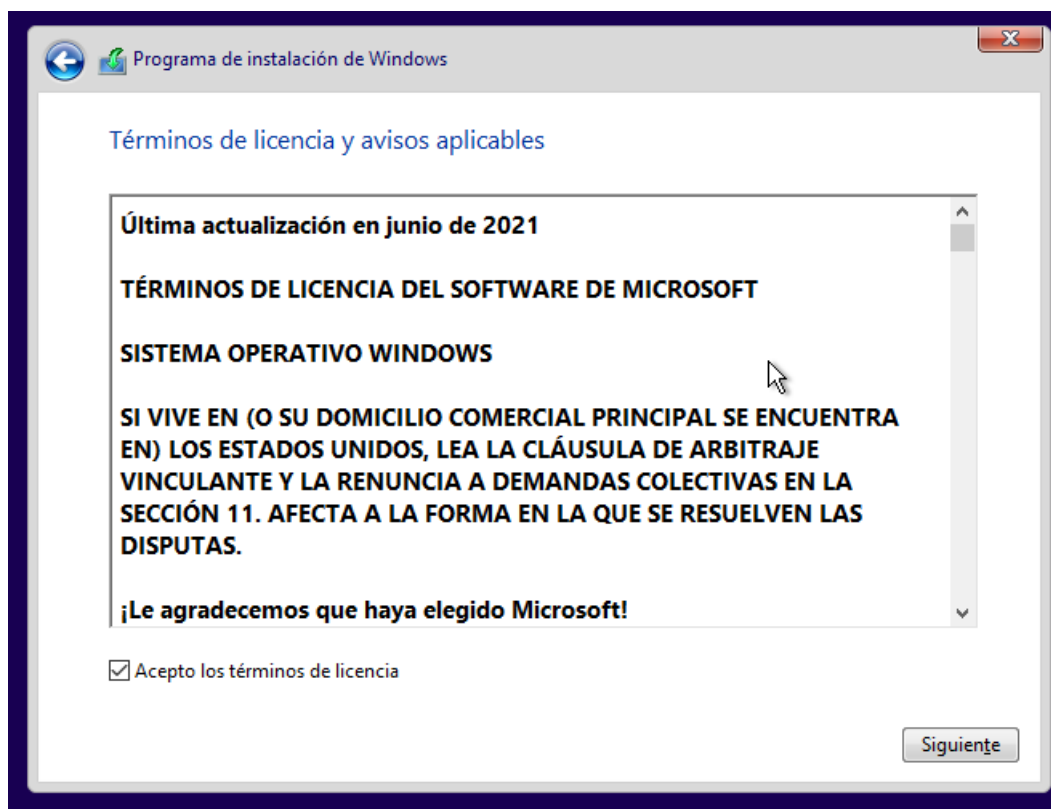 Programa de instalación de Windows
Términos de licencia y avisos aplicables
Última actualización en junio de 2021
TÉRMINOS DE LICENCIA DEL SOFTWARE DE MICROSOFT
SISTEMA OPERATIVO WINDOWS
SI VIVE EN (O SU DOMICILIO COMERCIAL PRINCIPAL SE ENCUENTRA
EN) LOS ESTADOS UNIDOS, LEA LA CLÁUSULA DE ARBITRAJE
VINCULANTE Y LA RENUNCIA A DEMANDAS COLECTIVAS EN LA
SECCIÓN 11. AFECTA A LA FORMA EN LA QUE SE RESUELVEN LAS
DISPUTAS.
¡Le agradecemos que haya elegido Microsoft!
Acepto los términos de licencia
Siguiente